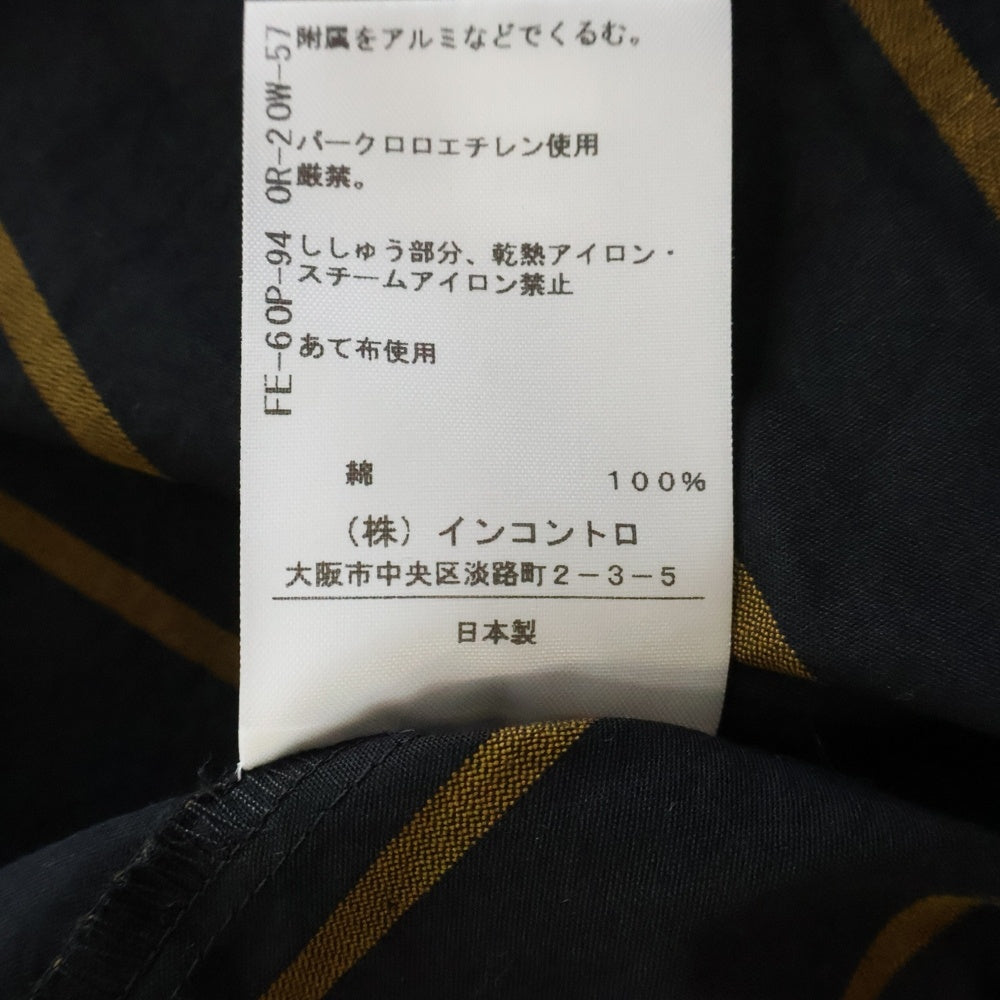 附属をアルミなどでくるむ。
パークロロエチレン使用
厳禁。
ししゅう部分、乾熱アイロン・
スチームアイロン禁止
あて布使用
綿 100%
（株）インコントロ
大阪市中央区淡路町2－3－5
日本製
FE-60P-94 0R-20W-57